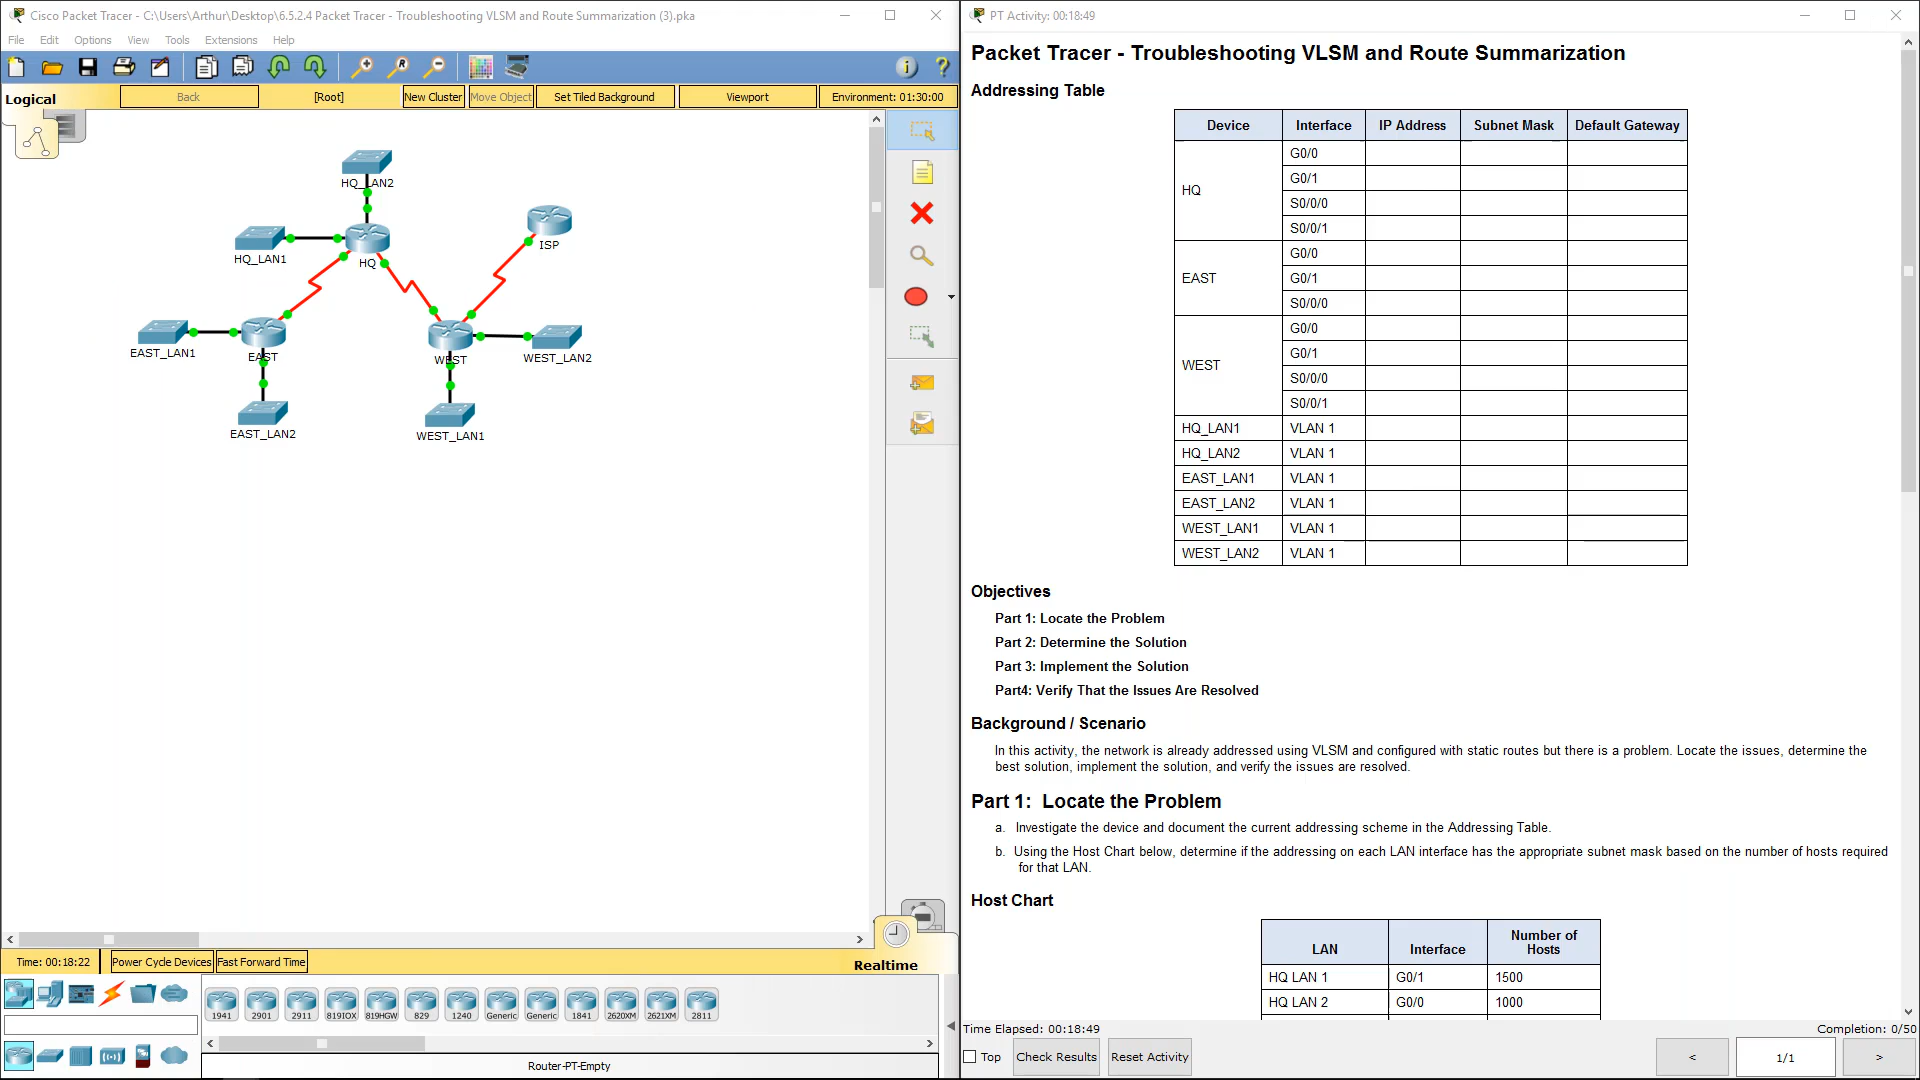 Cisco Packet Tracer - C:\Users\Arthur\Desktop\6.5.2.4 Packet Tracer - Troubleshooting VLSM and Route Summarization (3).pka
File Edit Options View Tools Extensions Help
Logical
Back
[Root]
New Cluster
Move Object
Set Tiled Background
Viewport
Environment: 01:30:00
HQ_LAN2
ISP
HQ_LAN1
HQ
EAST_LAN1
EAST
WEST
WEST_LAN2
EAST_LAN2
WEST_LAN1
Realtime
Time: 00:18:22
Power Cycle Devices
Fast Forward Time
1941 2901 2911 819IOX 819HGW 829 1240 Generic Generic 1841 2620XM 2621XM 2811
Router-PT-Empty
PT Activity: 00:18:49
Packet Tracer - Troubleshooting VLSM and Route Summarization
Addressing Table
Device Interface IP Address Subnet Mask Default Gateway
HQ
G0/0
G0/1
S0/0/0
S0/0/1
EAST
G0/0
G0/1
S0/0/0
WEST
G0/0
G0/1
S0/0/0
S0/0/1
HQ_LAN1 VLAN 1
HQ_LAN2 VLAN 1
EAST_LAN1 VLAN 1
EAST_LAN2 VLAN 1
WEST_LAN1 VLAN 1
WEST_LAN2 VLAN 1
Objectives
Part 1: Locate the Problem
Part 2: Determine the Solution
Part 3: Implement the Solution
Part4: Verify That the Issues Are Resolved
Background / Scenario
In this activity, the network is already addressed using VLSM and configured with static routes but there is a problem. Locate the issues, determine the
best solution, implement the solution, and verify the issues are resolved.
Part 1: Locate the Problem
a. Investigate the device and document the current addressing scheme in the Addressing Table.
b. Using the Host Chart below, determine if the addressing on each LAN interface has the appropriate subnet mask based on the number of hosts required
for that LAN.
Host Chart
LAN Interface Number of
Hosts
HQ LAN 1 G0/1 1500
HQ LAN 2 G0/0 1000
Time Elapsed: 00:18:49
Completion: 0/50
Top
Check Results
Reset Activity
<
1/1
>